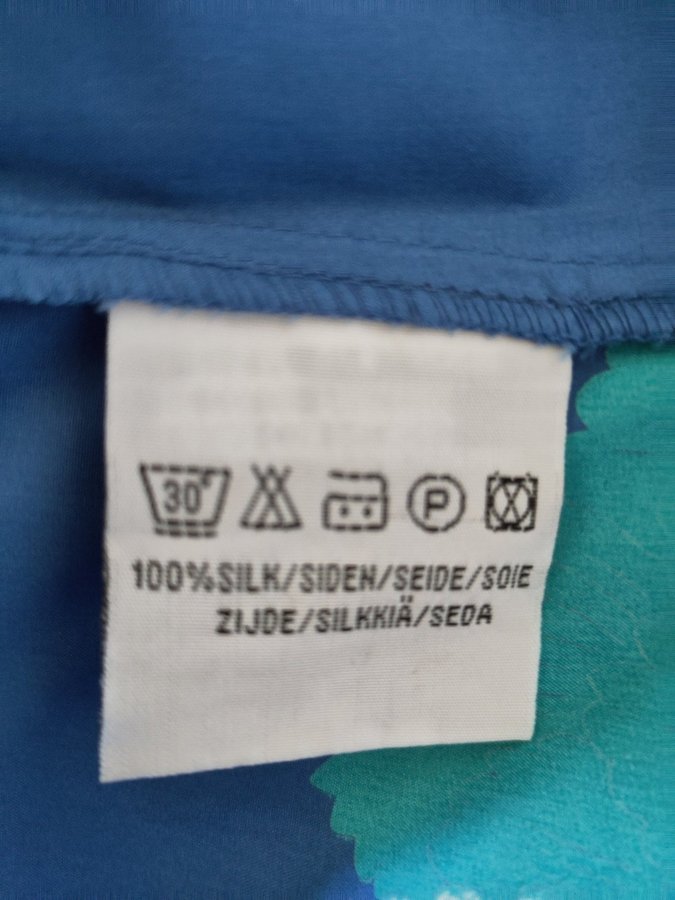 30°
P
100%SILK/SIDEN/SEIDE/SOIE
ZIJDE/SILKKIÄ/SEDA